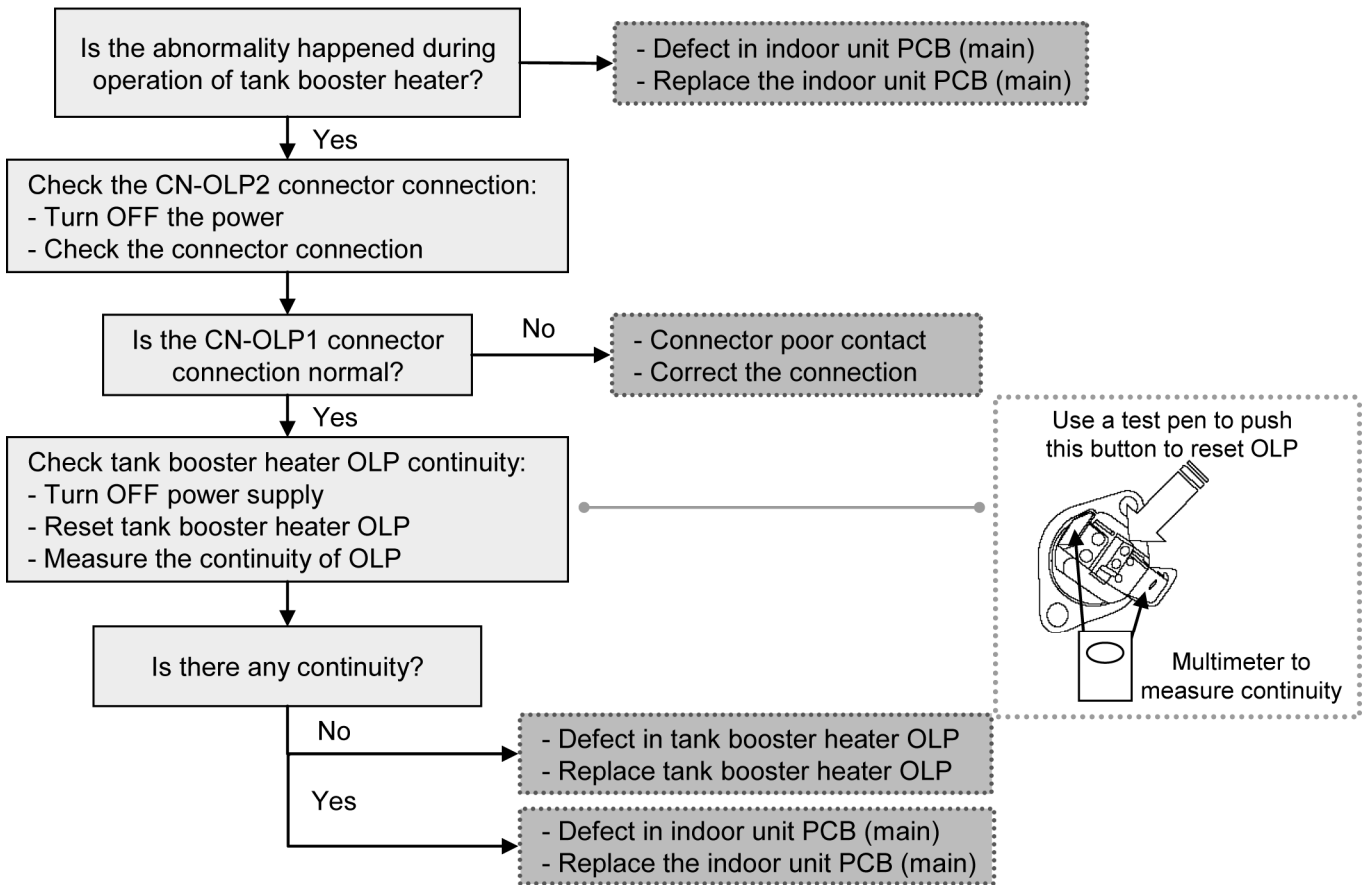 Is the abnormality happened during
operation of tank booster heater?
- Defect in indoor unit PCB (main)
- Replace the indoor unit PCB (main)
Yes
Check the CN-OLP2 connector connection:
- Turn OFF the power
- Check the connector connection
Is the CN-OLP1 connector
connection normal?
No
- Connector poor contact
- Correct the connection
Yes
Check tank booster heater OLP continuity:
- Turn OFF power supply
- Reset tank booster heater OLP
- Measure the continuity of OLP
Use a test pen to push
this button to reset OLP
Multimeter to
measure continuity
Is there any continuity?
No
- Defect in tank booster heater OLP
- Replace tank booster heater OLP
Yes
- Defect in indoor unit PCB (main)
- Replace the indoor unit PCB (main)